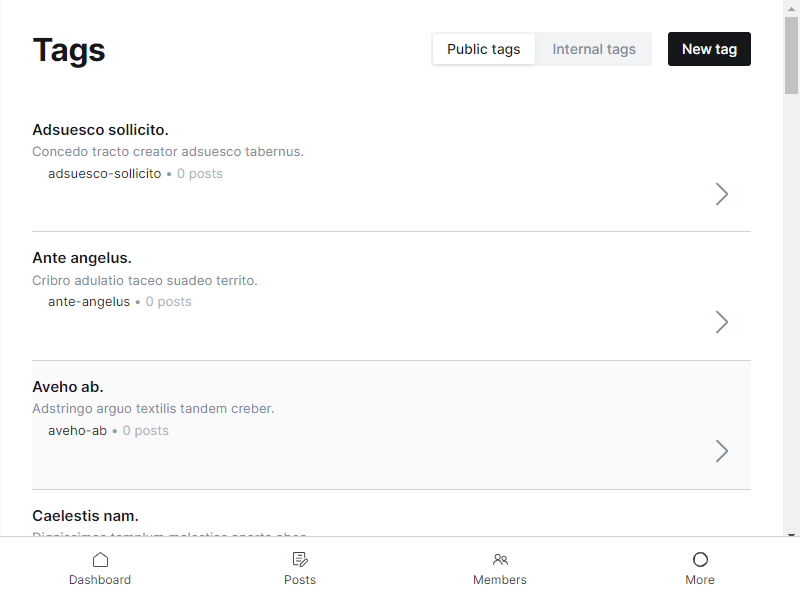 Tags
Public tags
Internal tags
New tag
Adsuesco sollicito.
Concedo tracto creator adsuesco tabernus.
adsuesco-sollicito • 0 posts
Ante angelus.
Cribro adulatio taceo suadeo territo.
ante-angelus • 0 posts
Aveho ab.
Adstringo arguo textilis tandem creber.
aveho-ab • 0 posts
Caelestis nam.
Dashboard
Posts
Members
More